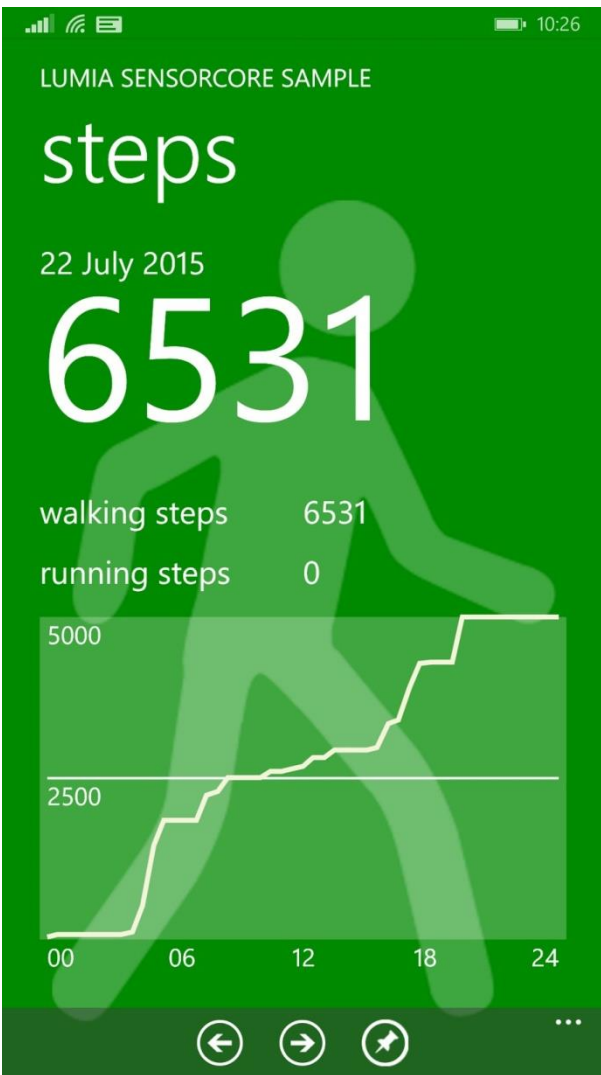 10:26
LUMIA SENSORCORE SAMPLE
steps
22 July 2015
6531
walking steps 6531
running steps 0
5000
2500
00 06 12 18 24